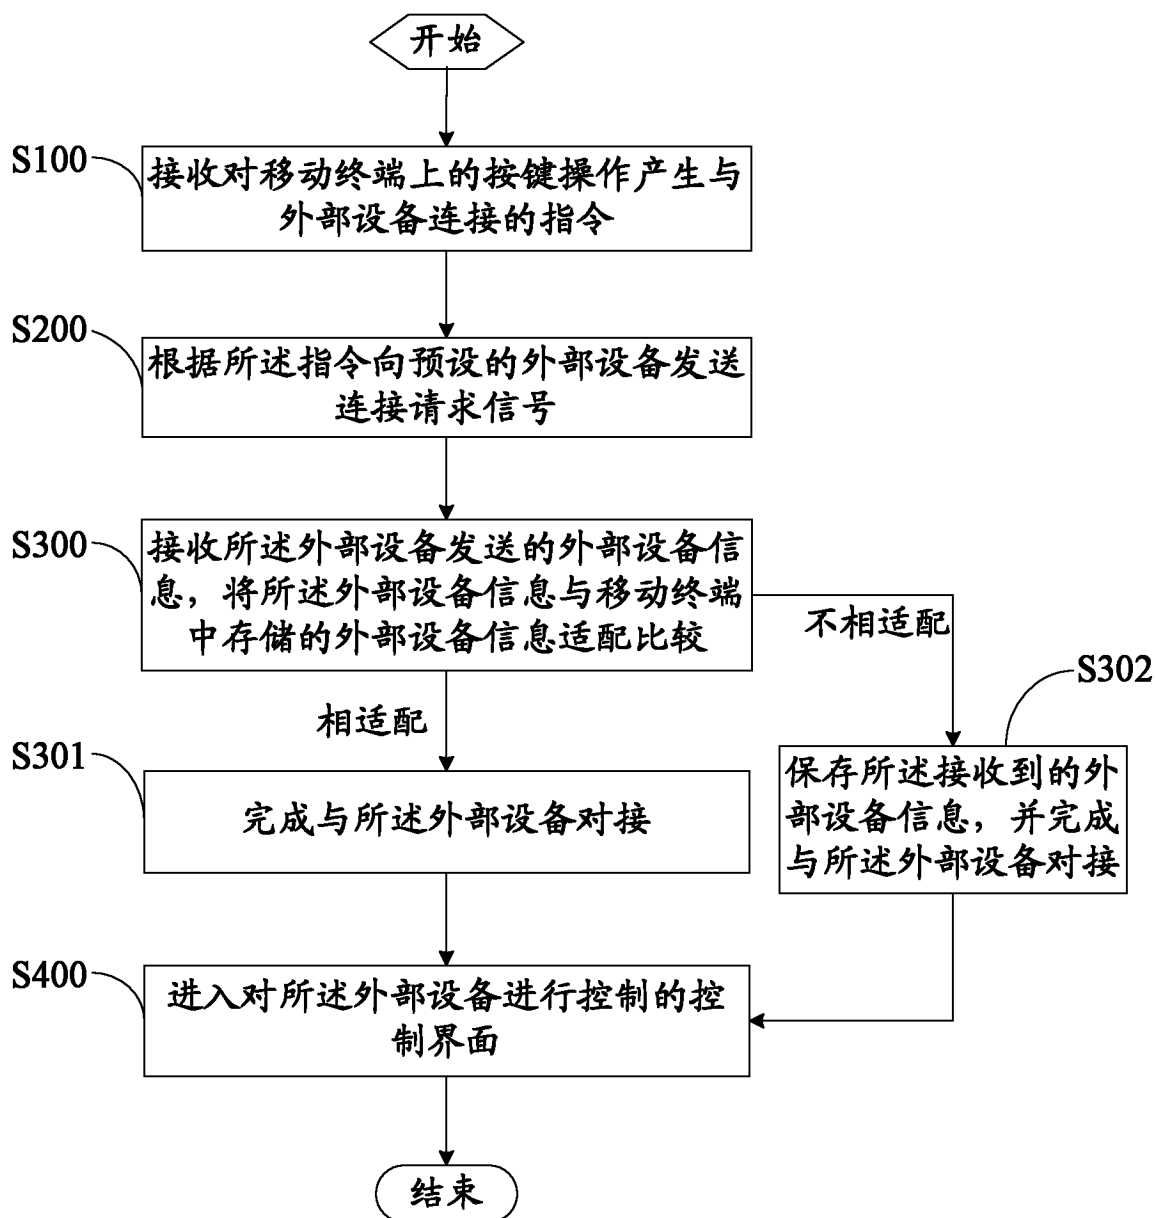 开始
S100
接收对移动终端上的按键操作产生与
外部设备连接的指令
S200
根据所述指令向预设的外部设备发送
连接请求信号
S300
接收所述外部设备发送的外部设备信
息，将所述外部设备信息与移动终端
中存储的外部设备信息适配比较
不相适配
S302
相适配
S301
完成与所述外部设备对接
保存所述接收到的外
部设备信息，并完成
与所述外部设备对接
S400
进入对所述外部设备进行控制的控
制界面
结束